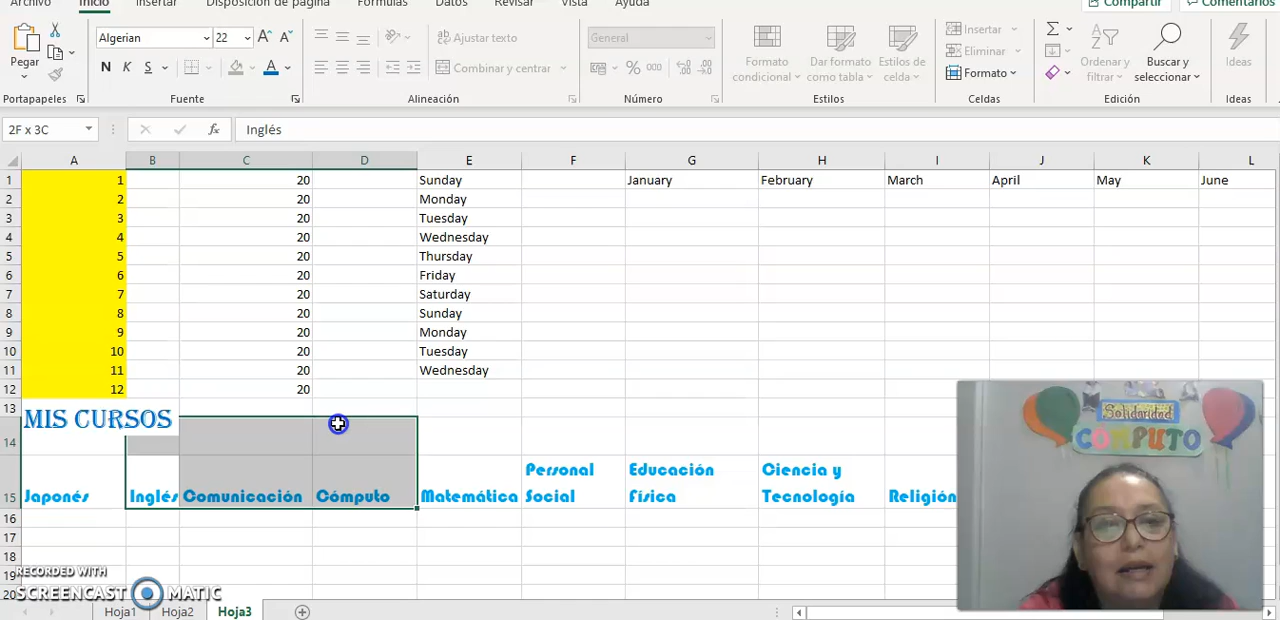 Archivo Inicio Insertar Disposición de página Fórmulas Datos Revisar Vista Ayuda Compartir Comentarios
Pegar
Portapapeles
Algerian 22
N K S
Fuente
Ajustar texto
Combinar y centrar
Alineación
General
% 000
Número
Formato condicional
Dar formato como tabla
Estilos de celda
Estilos
Insertar
Eliminar
Formato
Celdas
Ordenar y filtrar
Buscar y seleccionar
Edición
Ideas
Ideas
2F x 3C fx Inglés
A B C D E F G H I J K L
1 1 20 Sunday January February March April May June
2 2 20 Monday
3 3 20 Tuesday
4 4 20 Wednesday
5 5 20 Thursday
6 6 20 Friday
7 7 20 Saturday
8 8 20 Sunday
9 9 20 Monday
10 10 20 Tuesday
11 11 20 Wednesday
12 12 20
13
MIS CURSOS
14
15 Japonés Inglés Comunicación Cómputo Matemática Personal Social Educación Física Ciencia y Tecnología Religión
16
17
18
19
20
RECORDED WITH
SCREENCAST MATIC
Hoja1 Hoja2 Hoja3
Solidaridad
CÓMPUTO